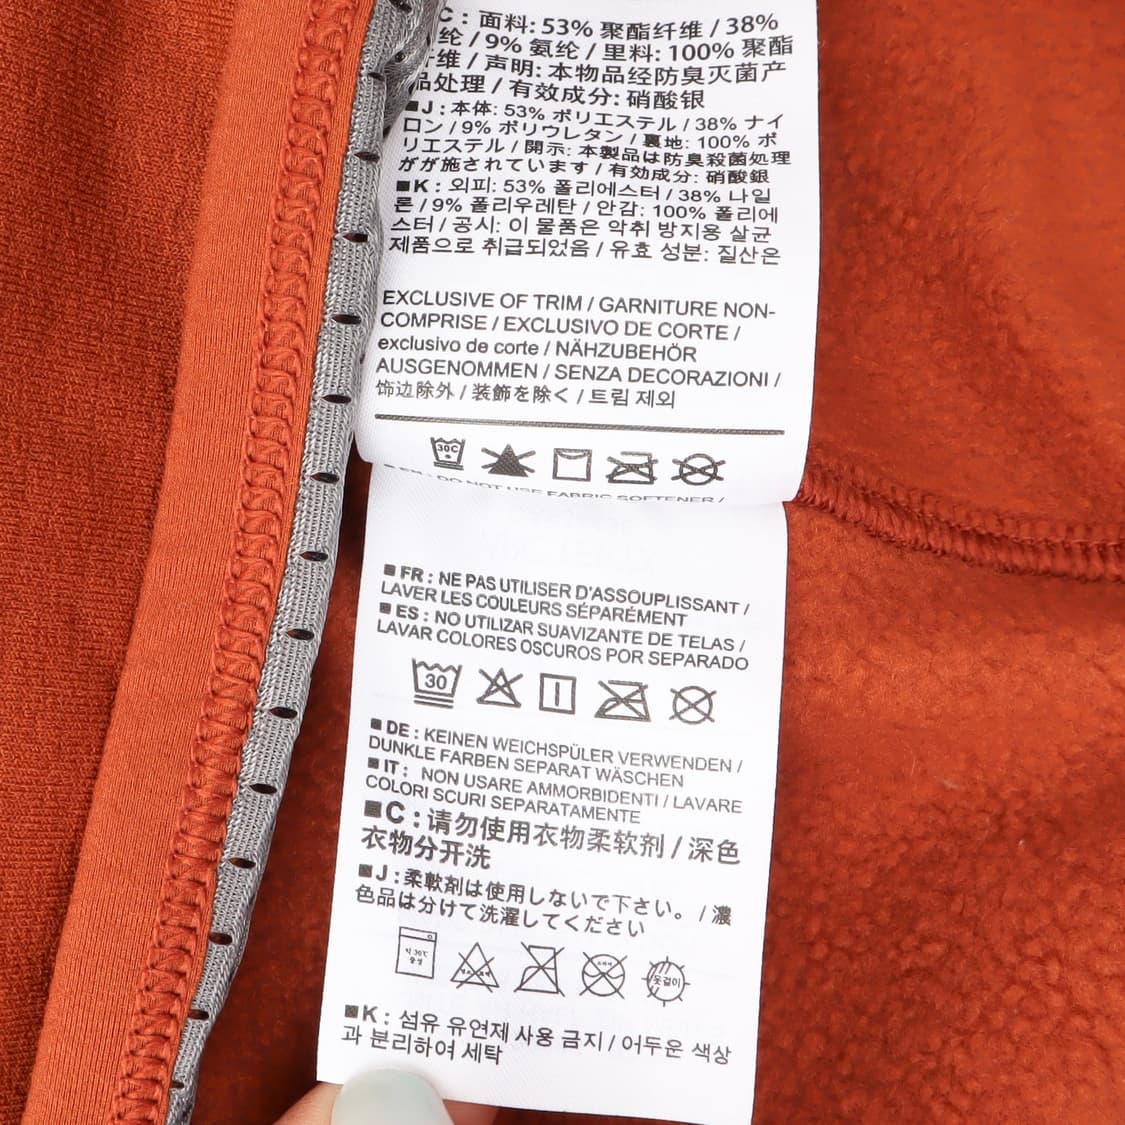 C : 面料: 53% 聚酯纤维 / 38%
纶 / 9% 氨纶 / 里料: 100% 聚酯
纤维 / 声明: 本物品经防臭灭菌产
品处理 / 有效成分: 硝酸银
■J : 本体: 53% ポリエステル / 38% ナイ
ロン / 9% ポリウレタン / 裏地: 100% ポ
リエステル / 開示: 本製品は防臭殺菌処理
がが施されています / 有効成分: 硝酸銀
■K : 외피: 53% 폴리에스터 / 38% 나일
론 / 9% 폴리우레탄 / 안감: 100% 폴리에
스터 / 공시: 이 물품은 악취 방지용 살균
제품으로 취급되었음 / 유효 성분: 질산은
EXCLUSIVE OF TRIM / GARNITURE NON-
COMPRISE / EXCLUSIVO DE CORTE /
exclusivo de corte / NÄHZUBEHÖR
AUSGENOMMEN / SENZA DECORAZIONI /
饰边除外 / 装飾を除く / 트림 제외
30C
■EN : DO NOT USE FABRIC SOFTENER /
■ FR : NE PAS UTILISER D'ASSOUPLISSANT /
LAVER LES COULEURS SÉPARÉMENT
■ ES : NO UTILIZAR SUAVIZANTE DE TELAS /
LAVAR COLORES OSCUROS POR SEPARADO
30
■ DE : KEINEN WEICHSPÜLER VERWENDEN /
DUNKLE FARBEN SEPARAT WÄSCHEN
■ IT : NON USARE AMMORBIDENTI / LAVARE
COLORI SCURI SEPARATAMENTE
■C : 请勿使用衣物柔软剂 / 深色
衣物分开洗
■J : 柔軟剤は使用しないで下さい。 / 濃
色品は分けて洗濯してください
약 30℃
중성
옷걸이
■K : 섬유 유연제 사용 금지 / 어두운 색상
과 분리하여 세탁